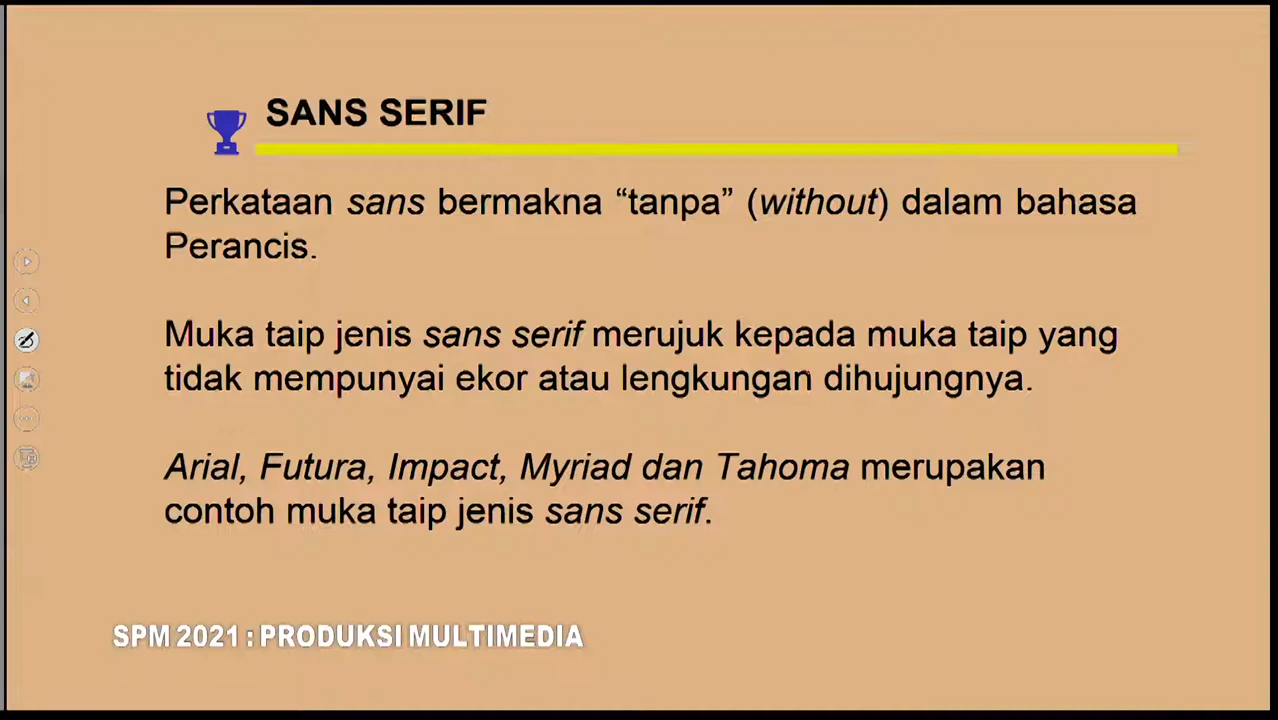 SANS SERIF
Perkataan sans bermakna “tanpa” (without) dalam bahasa
Perancis.
Muka taip jenis sans serif merujuk kepada muka taip yang
tidak mempunyai ekor atau lengkungan dihujungnya.
Arial, Futura, Impact, Myriad dan Tahoma merupakan
contoh muka taip jenis sans serif.
SPM 2021 : PRODUKSI MULTIMEDIA